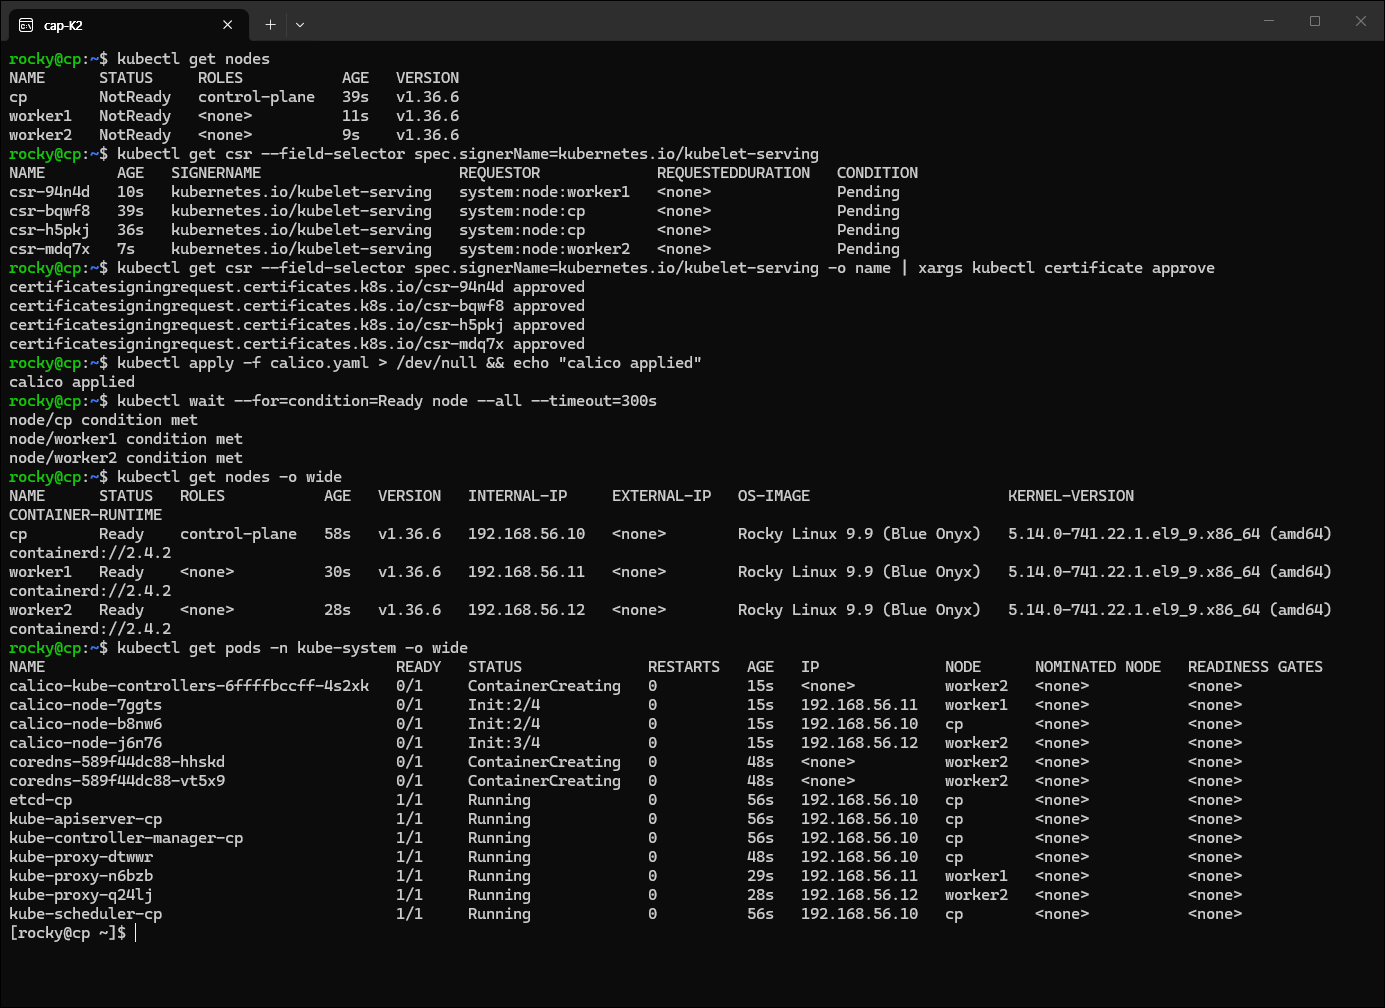 cap-K2
rocky@cp:~$ kubectl get nodes
NAME      STATUS     ROLES           AGE   VERSION
cp        NotReady   control-plane   39s   v1.36.6
worker1   NotReady   <none>          11s   v1.36.6
worker2   NotReady   <none>          9s    v1.36.6
rocky@cp:~$ kubectl get csr --field-selector spec.signerName=kubernetes.io/kubelet-serving
NAME        AGE   SIGNERNAME                      REQUESTOR             REQUESTEDDURATION   CONDITION
csr-94n4d   10s   kubernetes.io/kubelet-serving   system:node:worker1   <none>              Pending
csr-bqwf8   39s   kubernetes.io/kubelet-serving   system:node:cp        <none>              Pending
csr-h5pkj   36s   kubernetes.io/kubelet-serving   system:node:cp        <none>              Pending
csr-mdq7x   7s    kubernetes.io/kubelet-serving   system:node:worker2   <none>              Pending
rocky@cp:~$ kubectl get csr --field-selector spec.signerName=kubernetes.io/kubelet-serving -o name | xargs kubectl certificate approve
certificatesigningrequest.certificates.k8s.io/csr-94n4d approved
certificatesigningrequest.certificates.k8s.io/csr-bqwf8 approved
certificatesigningrequest.certificates.k8s.io/csr-h5pkj approved
certificatesigningrequest.certificates.k8s.io/csr-mdq7x approved
rocky@cp:~$ kubectl apply -f calico.yaml > /dev/null && echo "calico applied"
calico applied
rocky@cp:~$ kubectl wait --for=condition=Ready node --all --timeout=300s
node/cp condition met
node/worker1 condition met
node/worker2 condition met
rocky@cp:~$ kubectl get nodes -o wide
NAME      STATUS   ROLES           AGE   VERSION   INTERNAL-IP     EXTERNAL-IP   OS-IMAGE                      KERNEL-VERSION
CONTAINER-RUNTIME
cp        Ready    control-plane   58s   v1.36.6   192.168.56.10   <none>        Rocky Linux 9.9 (Blue Onyx)   5.14.0-741.22.1.el9_9.x86_64 (amd64)
containerd://2.4.2
worker1   Ready    <none>          30s   v1.36.6   192.168.56.11   <none>        Rocky Linux 9.9 (Blue Onyx)   5.14.0-741.22.1.el9_9.x86_64 (amd64)
containerd://2.4.2
worker2   Ready    <none>          28s   v1.36.6   192.168.56.12   <none>        Rocky Linux 9.9 (Blue Onyx)   5.14.0-741.22.1.el9_9.x86_64 (amd64)
containerd://2.4.2
rocky@cp:~$ kubectl get pods -n kube-system -o wide
NAME                                       READY   STATUS              RESTARTS   AGE   IP              NODE      NOMINATED NODE   READINESS GATES
calico-kube-controllers-6ffffbccff-4s2xk   0/1     ContainerCreating   0          15s   <none>          worker2   <none>           <none>
calico-node-7ggts                          0/1     Init:2/4            0          15s   192.168.56.11   worker1   <none>           <none>
calico-node-b8nw6                          0/1     Init:2/4            0          15s   192.168.56.10   cp        <none>           <none>
calico-node-j6n76                          0/1     Init:3/4            0          15s   192.168.56.12   worker2   <none>           <none>
coredns-589f44dc88-hhskd                   0/1     ContainerCreating   0          48s   <none>          worker2   <none>           <none>
coredns-589f44dc88-vt5x9                   0/1     ContainerCreating   0          48s   <none>          worker2   <none>           <none>
etcd-cp                                    1/1     Running             0          56s   192.168.56.10   cp        <none>           <none>
kube-apiserver-cp                          1/1     Running             0          56s   192.168.56.10   cp        <none>           <none>
kube-controller-manager-cp                 1/1     Running             0          56s   192.168.56.10   cp        <none>           <none>
kube-proxy-dtwwr                           1/1     Running             0          48s   192.168.56.10   cp        <none>           <none>
kube-proxy-n6bzb                           1/1     Running             0          29s   192.168.56.11   worker1   <none>           <none>
kube-proxy-q24lj                           1/1     Running             0          28s   192.168.56.12   worker2   <none>           <none>
kube-scheduler-cp                          1/1     Running             0          56s   192.168.56.10   cp        <none>           <none>
[rocky@cp ~]$